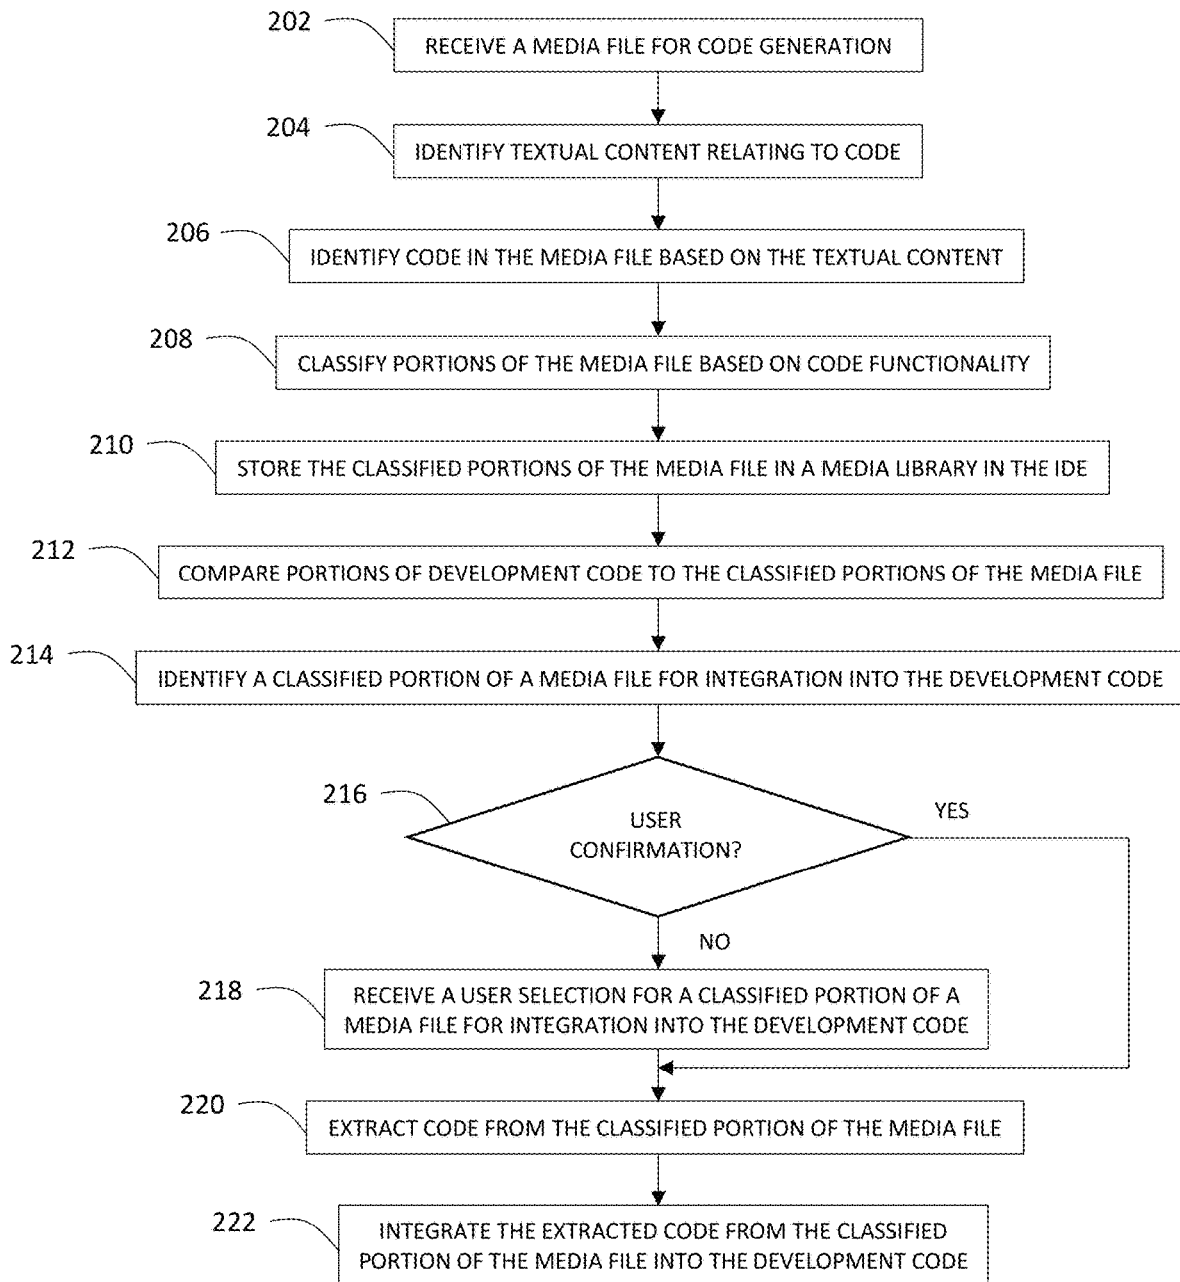 202
RECEIVE A MEDIA FILE FOR CODE GENERATION
204
IDENTIFY TEXTUAL CONTENT RELATING TO CODE
206
IDENTIFY CODE IN THE MEDIA FILE BASED ON THE TEXTUAL CONTENT
208
CLASSIFY PORTIONS OF THE MEDIA FILE BASED ON CODE FUNCTIONALITY
210
STORE THE CLASSIFIED PORTIONS OF THE MEDIA FILE IN A MEDIA LIBRARY IN THE IDE
212
COMPARE PORTIONS OF DEVELOPMENT CODE TO THE CLASSIFIED PORTIONS OF THE MEDIA FILE
214
IDENTIFY A CLASSIFIED PORTION OF A MEDIA FILE FOR INTEGRATION INTO THE DEVELOPMENT CODE
216
USER
CONFIRMATION?
YES
NO
218
RECEIVE A USER SELECTION FOR A CLASSIFIED PORTION OF A
MEDIA FILE FOR INTEGRATION INTO THE DEVELOPMENT CODE
220
EXTRACT CODE FROM THE CLASSIFIED PORTION OF THE MEDIA FILE
222
INTEGRATE THE EXTRACTED CODE FROM THE CLASSIFIED
PORTION OF THE MEDIA FILE INTO THE DEVELOPMENT CODE